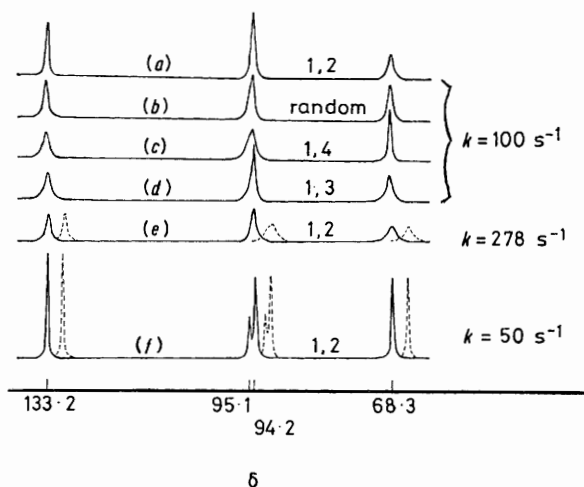 (a) 1,2
(b) random
(c) 1,4
k = 100 s⁻¹
(d) 1,3
(e) 1,2
k = 278 s⁻¹
(f) 1,2
k = 50 s⁻¹
133·2 95·1 68·3
94·2
δ